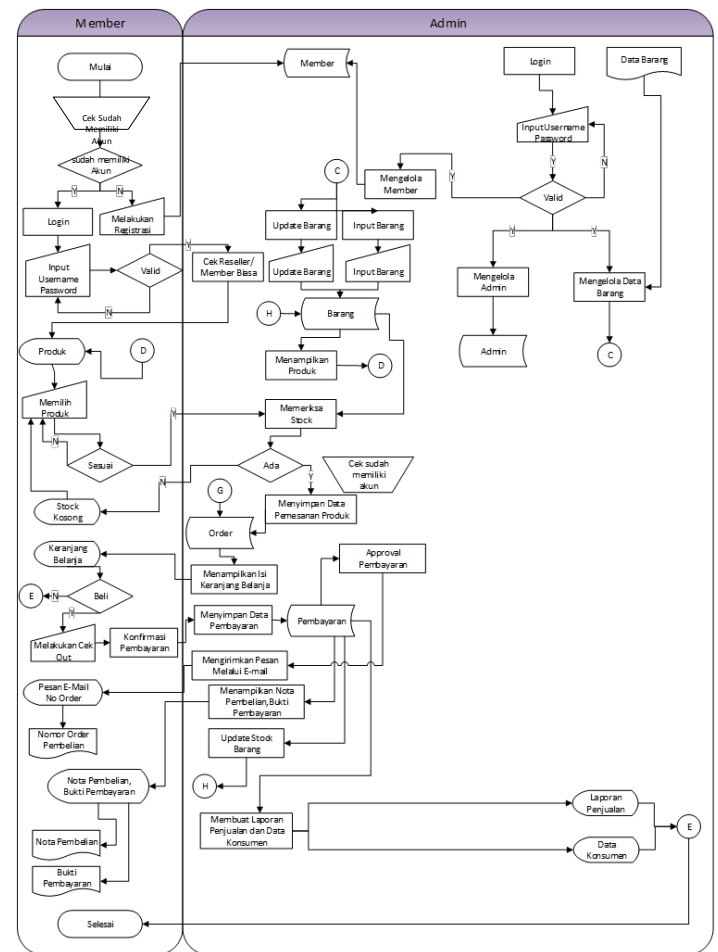 Member
Admin
Mulai
Cek Sudah
Memiliki
Akun
sudah memiliki
Akun
Y
N
Login
Melakukan
Registrasi
Input
Username
Password
Valid
Y
N
Cek Reseller/
Member Biasa
Produk
D
Memilih
Produk
N
Sesuai
Y
Stock
Kosong
N
Keranjang
Belanja
E
N
Beli
Y
Melakukan Cek
Out
Konfirmasi
Pembayaran
Pesan E-Mail
No Order
Nomor Order
Pembelian
Nota Pembelian,
Bukti Pembayaran
Nota Pembelian
Bukti
Pembayaran
Selesai
Member
Login
Data Barang
Input Username
Password
Y
N
C
Mengelola
Member
Y
Valid
Update Barang
Input Barang
Y
Y
Update Barang
Input Barang
Mengelola
Admin
Mengelola Data
Barang
H
Barang
Admin
C
Menampilkan
Produk
D
Memeriksa
Stock
Ada
Y
Cek sudah
memiliki
akun
G
Menyimpan Data
Pemesanan Produk
Order
Menampilkan Isi
Keranjang Belanja
Approval
Pembayaran
Menyimpan Data
Pembayaran
Pembayaran
Mengirimkan Pesan
Melalui E-mail
Menampilkan Nota
Pembelian,Bukti
Pembayaran
Update Stock
Barang
H
Membuat Laporan
Penjualan dan Data
Konsumen
Laporan
Penjualan
Data
Konsumen
E